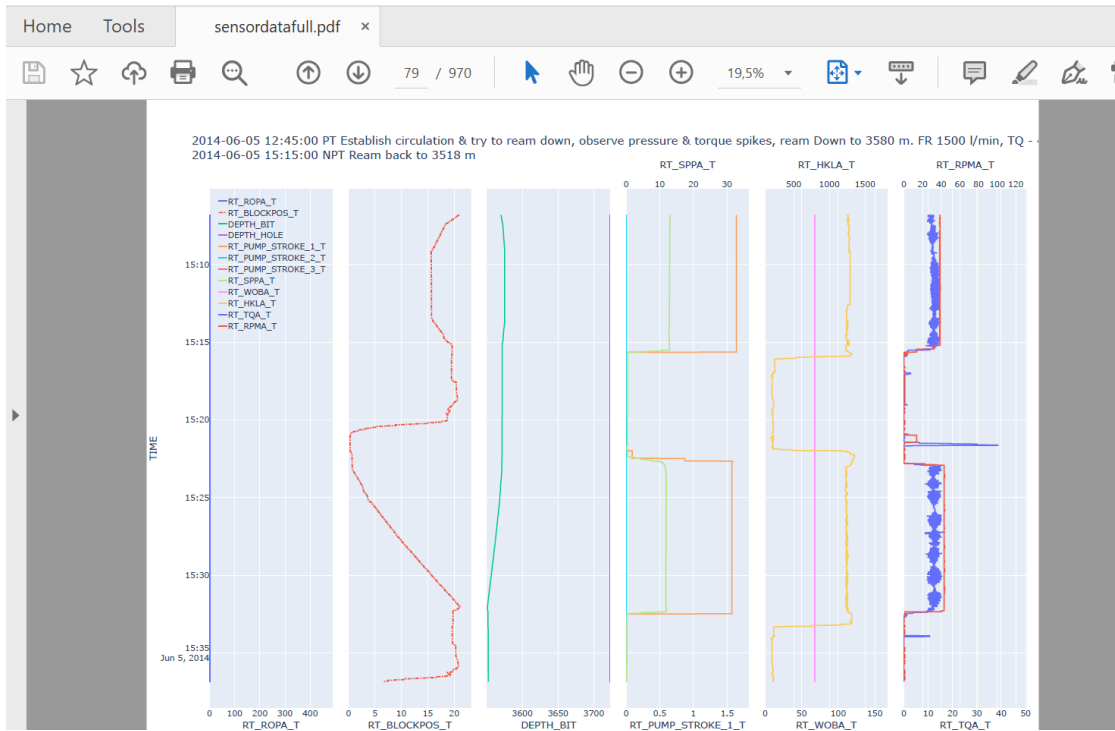 Home Tools sensordatafull.pdf ×
79 / 970 19,5%
2014-06-05 12:45:00 PT Establish circulation & try to ream down, observe pressure & torque spikes, ream Down to 3580 m. FR 1500 l/min, TQ -
2014-06-05 15:15:00 NPT Ream back to 3518 m
RT_SPPA_T RT_HKLA_T RT_RPMA_T
0 10 20 30 500 1000 1500 0 20 40 60 80 100 120
RT_ROPA_T
RT_BLOCKPOS_T
DEPTH_BIT
DEPTH_HOLE
RT_PUMP_STROKE_1_T
RT_PUMP_STROKE_2_T
RT_PUMP_STROKE_3_T
RT_SPPA_T
RT_WOBA_T
RT_HKLA_T
RT_TQA_T
RT_RPMA_T
15:10
15:15
15:20
TIME
15:25
15:30
15:35
Jun 5, 2014
0 100 200 300 400 0 5 10 15 20 3600 3650 3700 0 0.5 1 1.5 0 50 100 150 0 10 20 30 40 50
RT_ROPA_T RT_BLOCKPOS_T DEPTH_BIT RT_PUMP_STROKE_1_T RT_WOBA_T RT_TQA_T